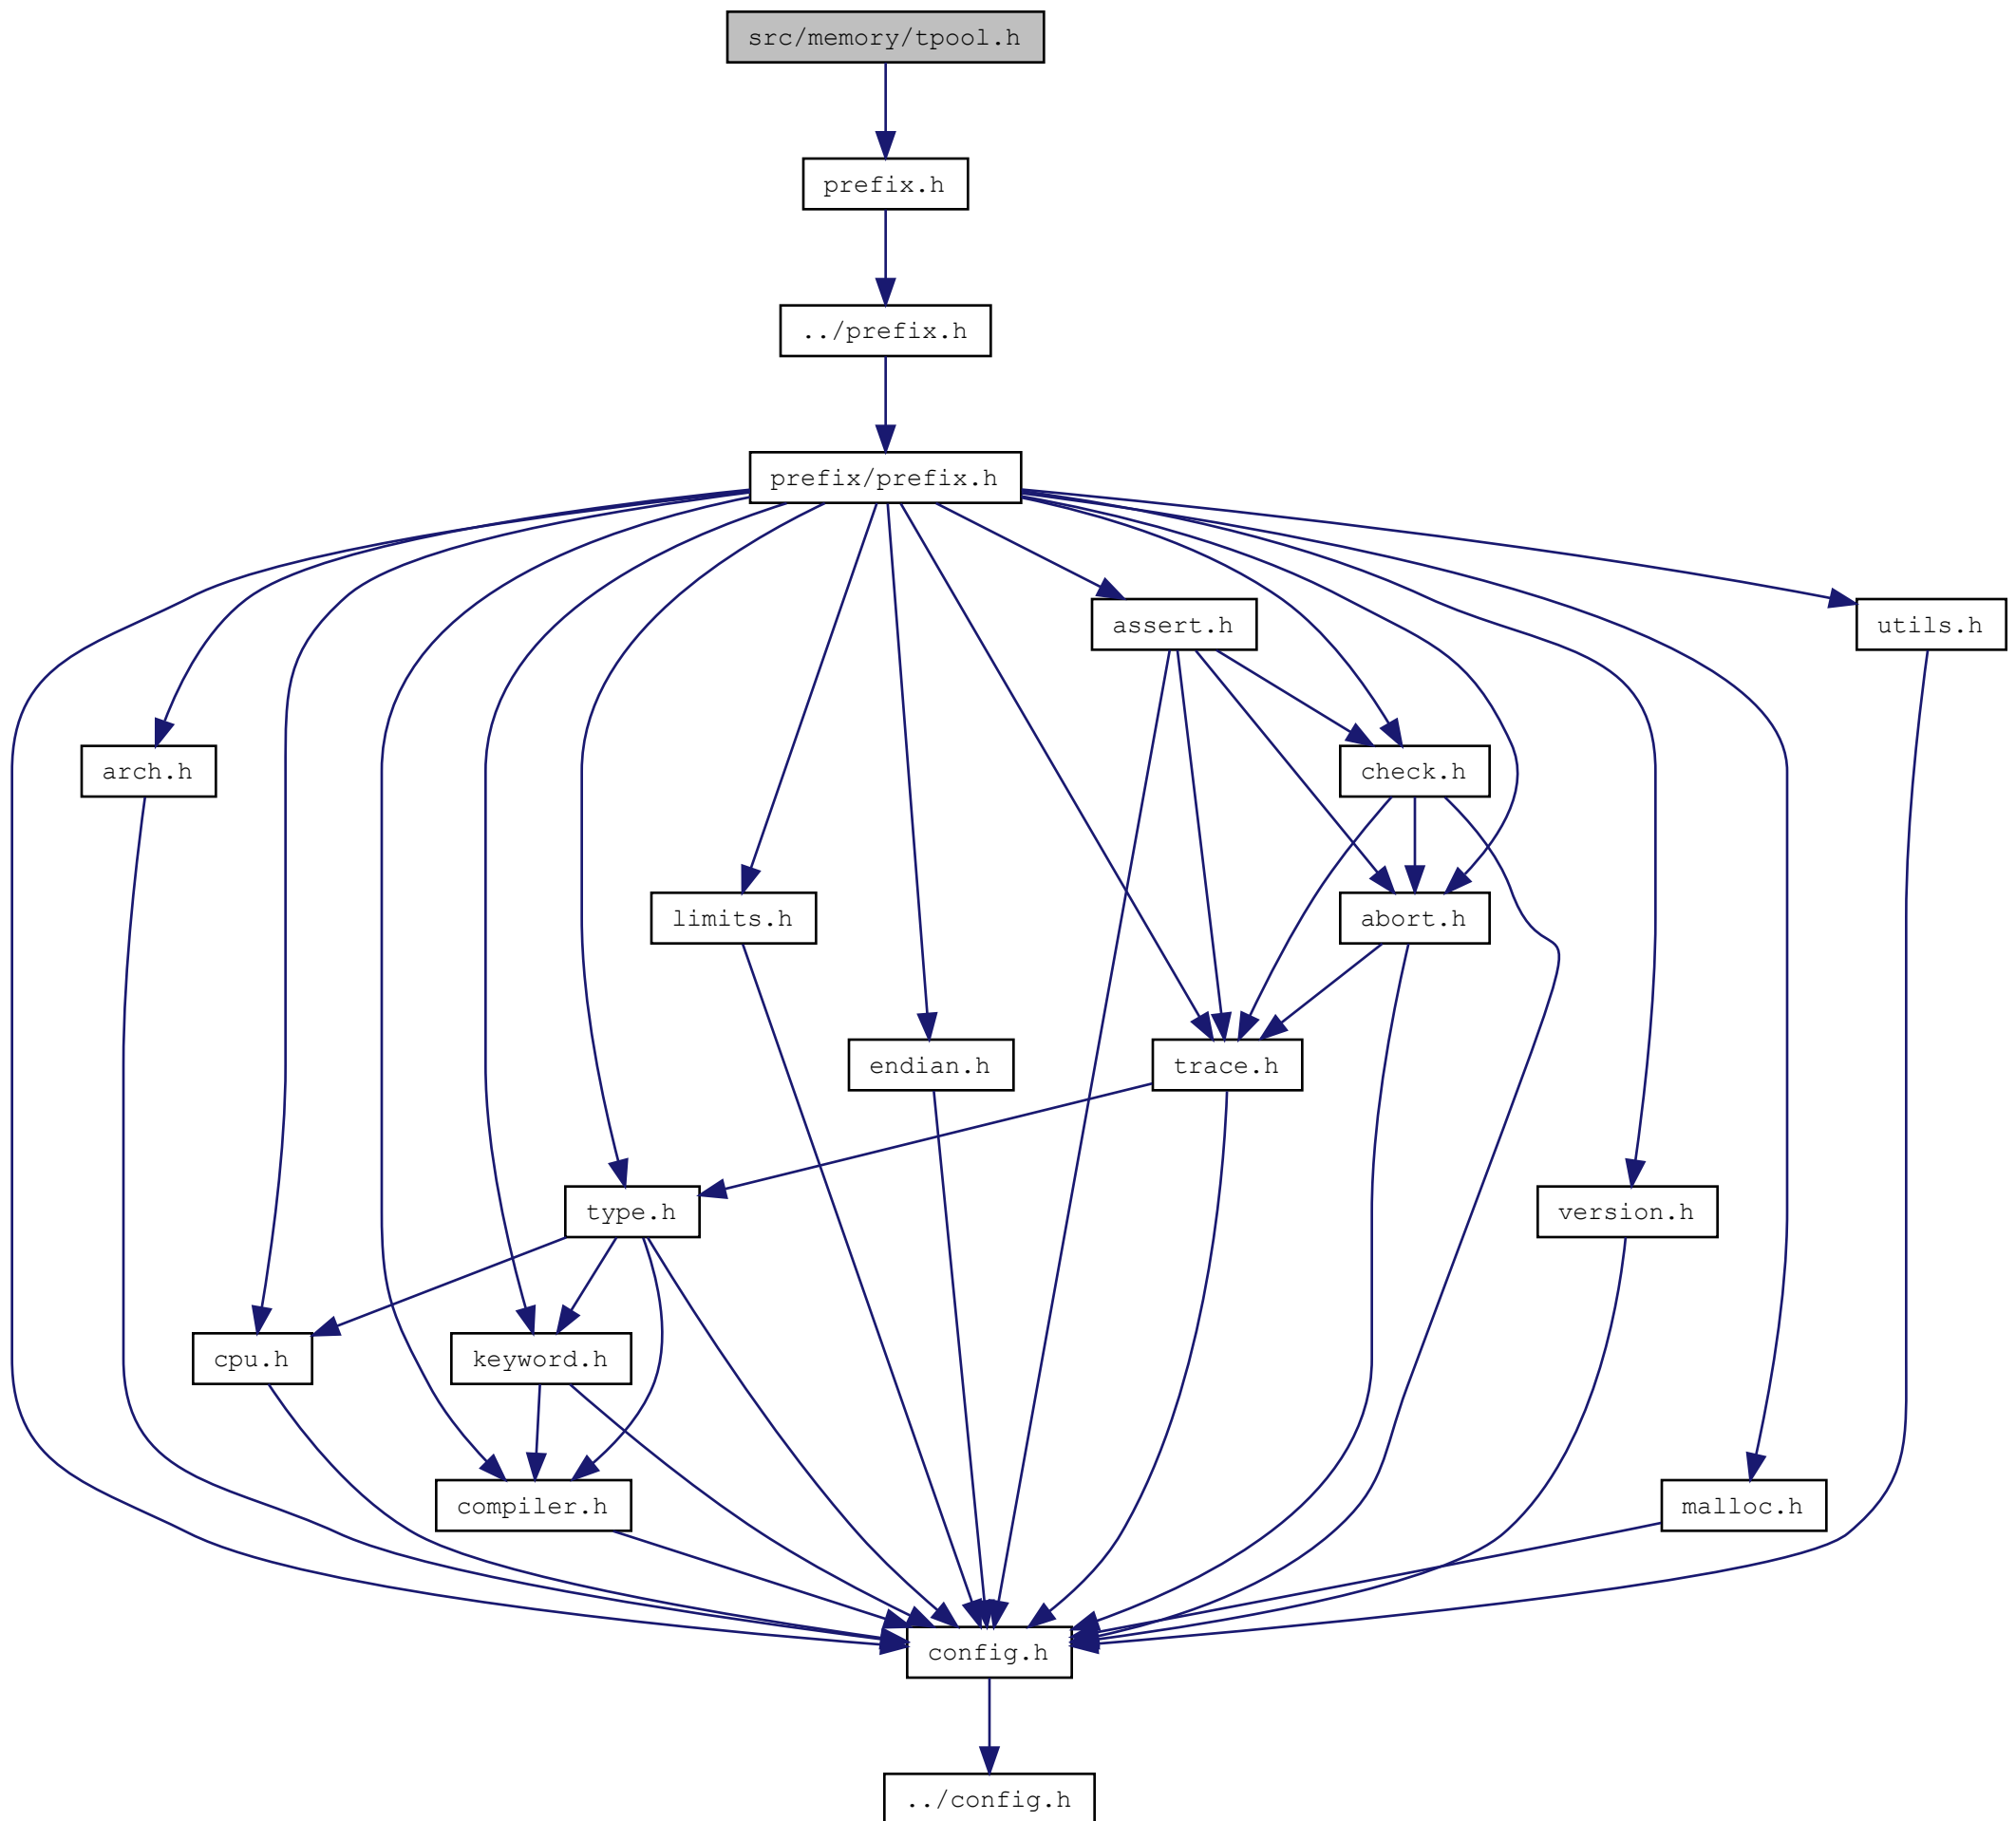 src/memory/tpool.h
prefix.h
../prefix.h
prefix/prefix.h
assert.h
utils.h
arch.h
check.h
limits.h
abort.h
endian.h
trace.h
type.h
version.h
cpu.h
keyword.h
compiler.h
malloc.h
config.h
../config.h